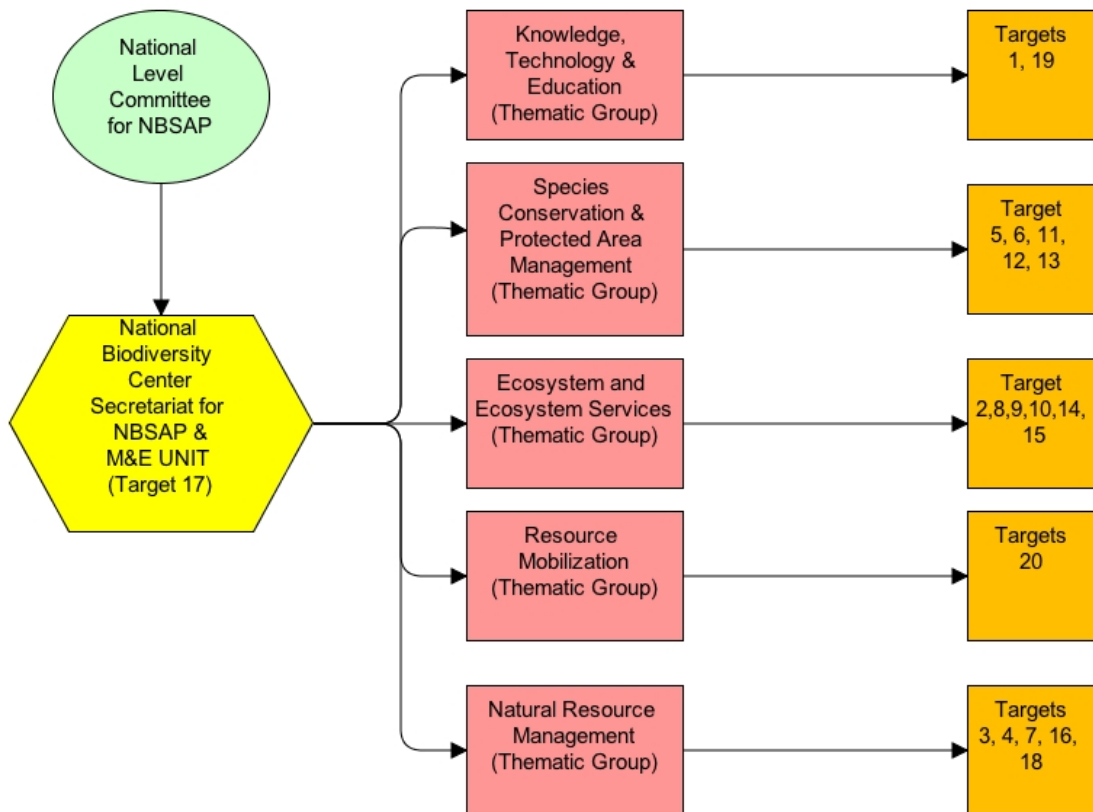 National
Level
Committee
for NBSAP
National
Biodiversity
Center
Secretariat for
NBSAP &
M&E UNIT
(Target 17)
Knowledge,
Technology &
Education
(Thematic Group)
Targets
1, 19
Species
Conservation &
Protected Area
Management
(Thematic Group)
Target
5, 6, 11,
12, 13
Ecosystem and
Ecosystem Services
(Thematic Group)
Target
2,8,9,10,14,
15
Resource
Mobilization
(Thematic Group)
Targets
20
Natural Resource
Management
(Thematic Group)
Targets
3, 4, 7, 16,
18